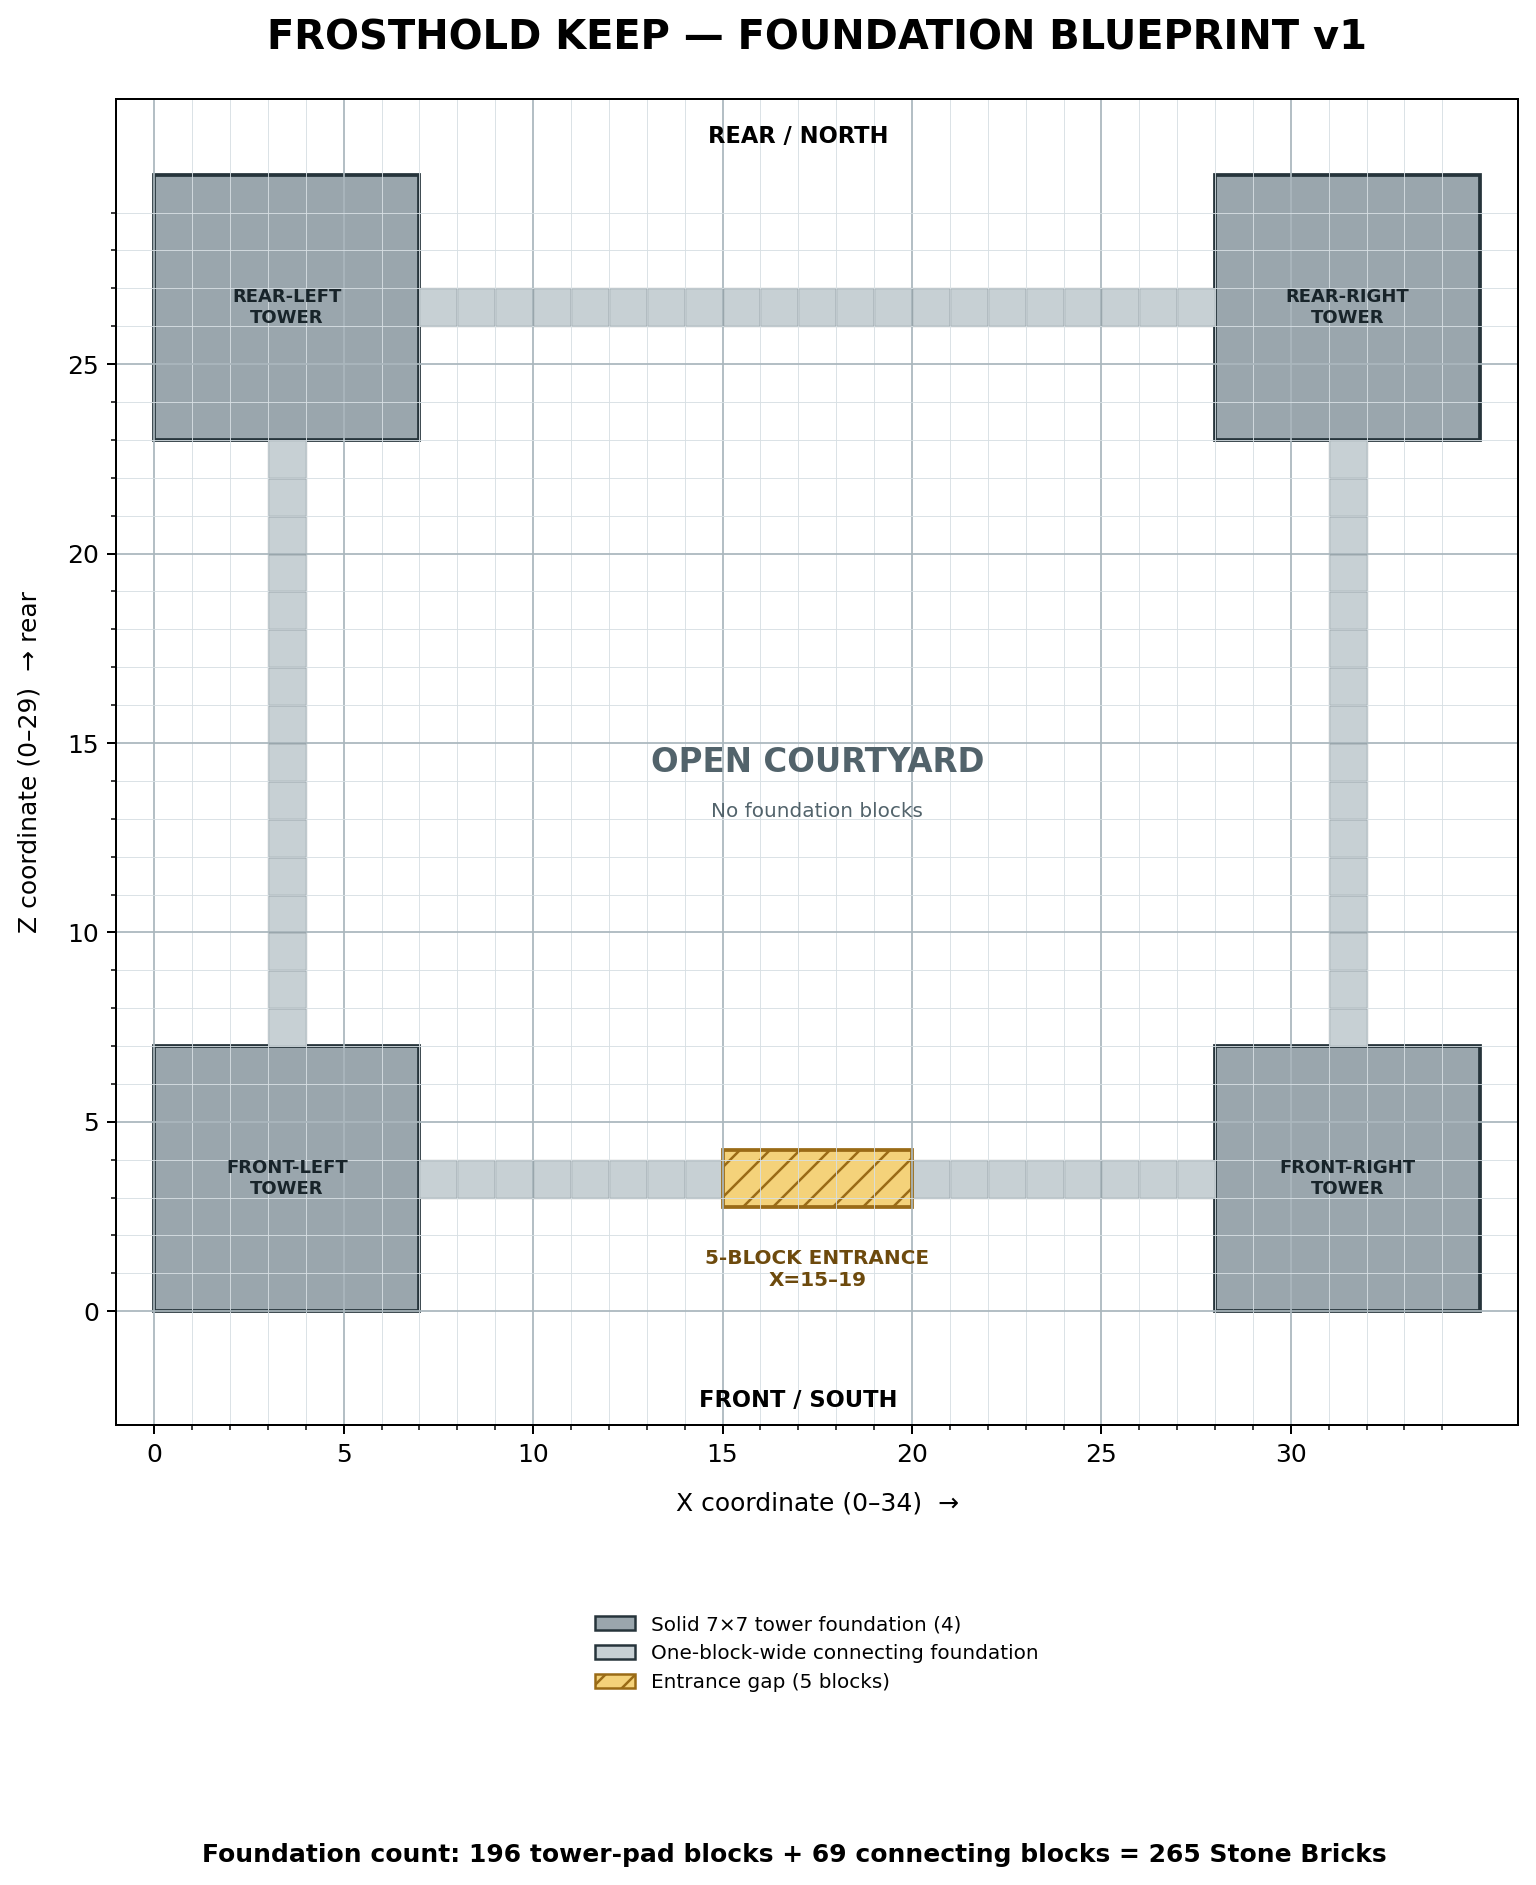 FROSTHOLD KEEP — FOUNDATION BLUEPRINT v1
REAR / NORTH
REAR-LEFT
TOWER
REAR-RIGHT
TOWER
25
20
15
10
5
0
Z coordinate (0–29) → rear
OPEN COURTYARD
No foundation blocks
FRONT-LEFT
TOWER
FRONT-RIGHT
TOWER
5-BLOCK ENTRANCE
X=15–19
FRONT / SOUTH
0 5 10 15 20 25 30
X coordinate (0–34) →
Solid 7×7 tower foundation (4)
One-block-wide connecting foundation
Entrance gap (5 blocks)
Foundation count: 196 tower-pad blocks + 69 connecting blocks = 265 Stone Bricks